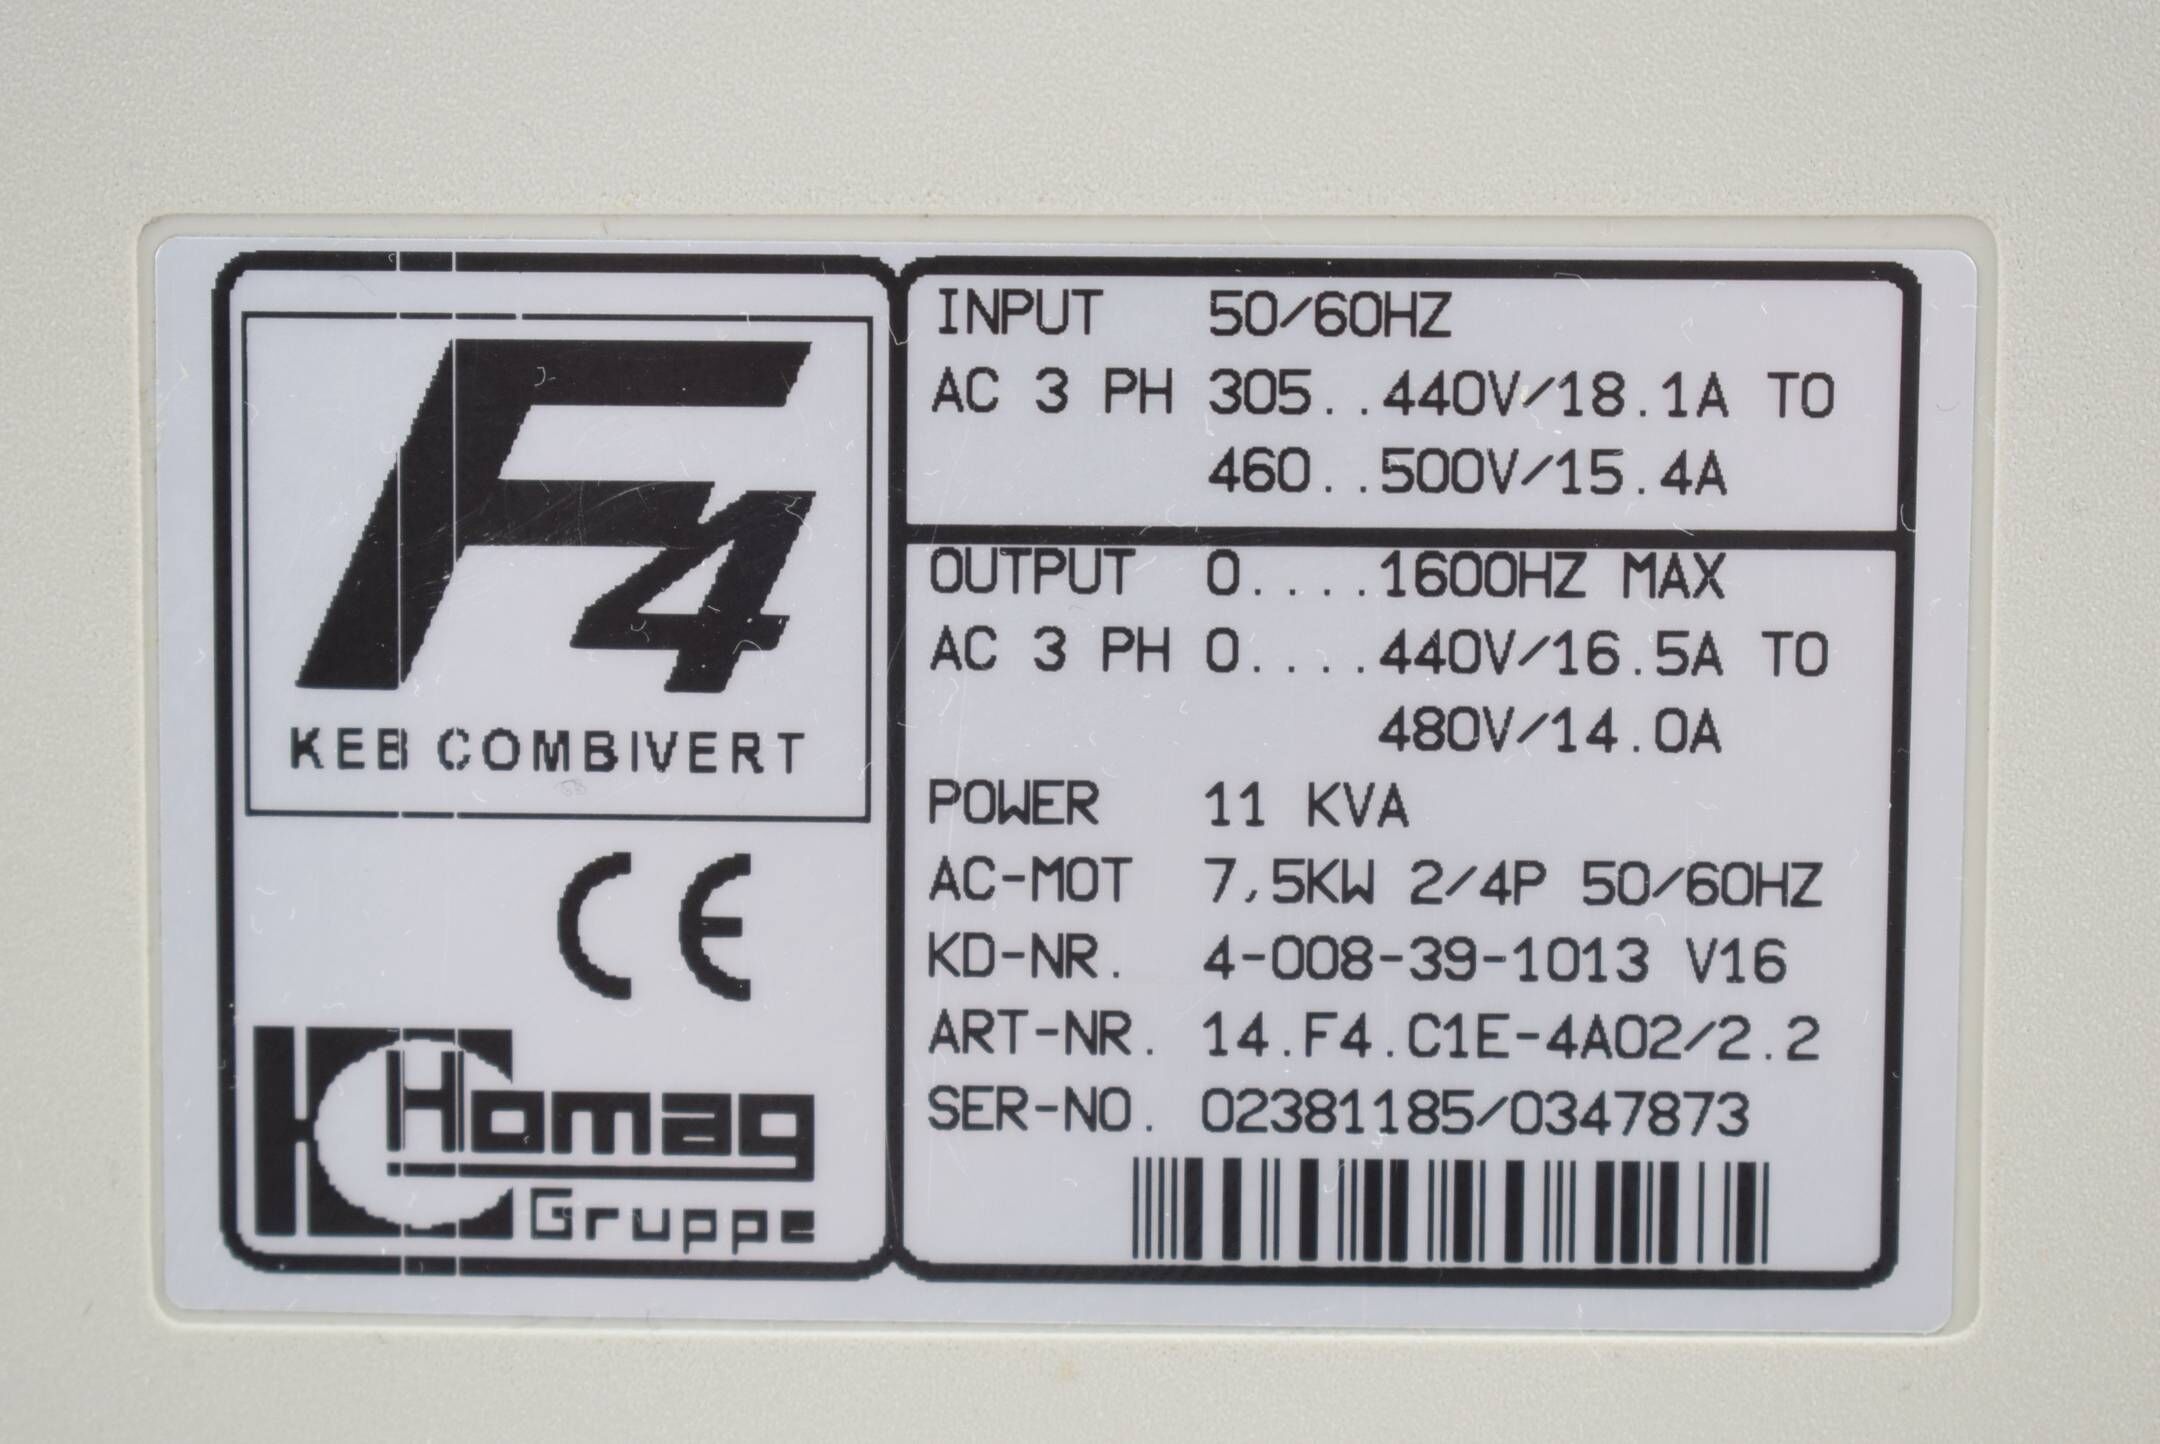 F4
KEB COMBIVERT
CE
Homag
Gruppe
INPUT 50/60HZ
AC 3 PH 305..440V/18.1A TO
460..500V/15.4A
OUTPUT 0....1600HZ MAX
AC 3 PH 0....440V/16.5A TO
480V/14.0A
POWER 11 KVA
AC-MOT 7,5KW 2/4P 50/60HZ
KD-NR. 4-008-39-1013 V16
ART-NR. 14.F4.C1E-4A02/2.2
SER-NO. 02381185/0347873